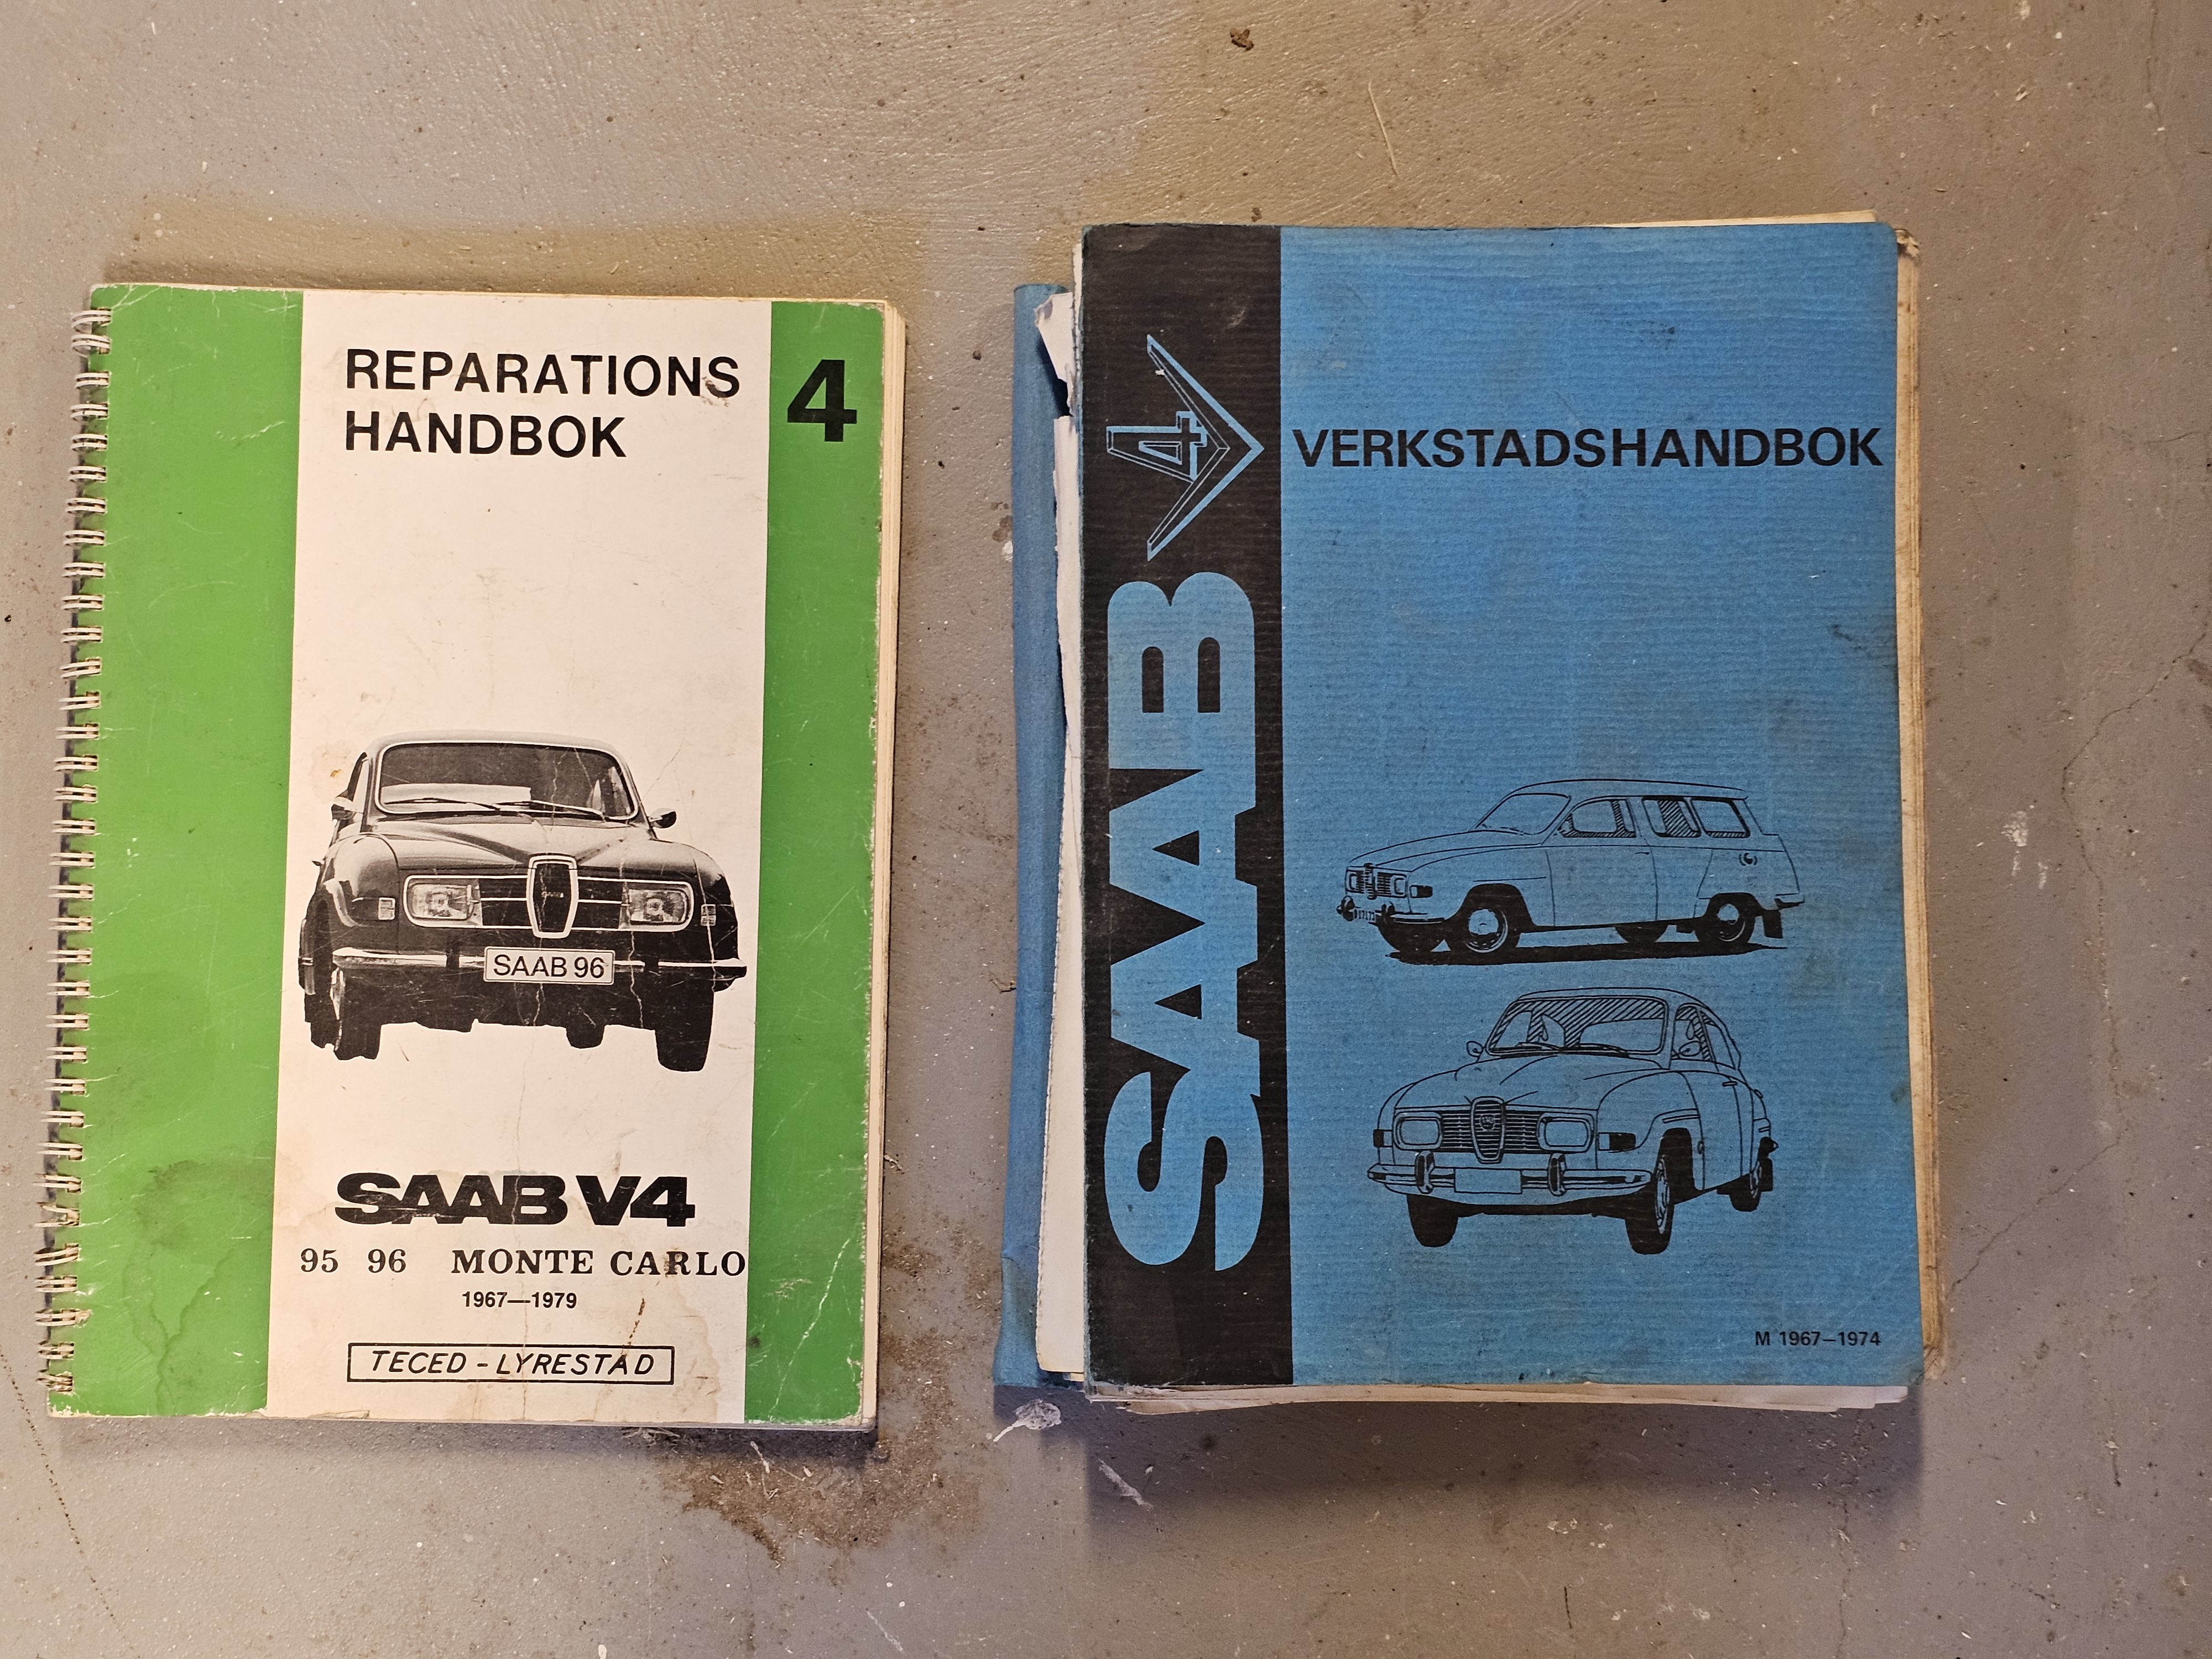 REPARATIONS
HANDBOK
4
SAAB 96
SAAB V4
95 96 MONTE CARLO
1967—1979
TECED - LYRESTAD
SAAB V4
VERKSTADSHANDBOK
M 1967—1974